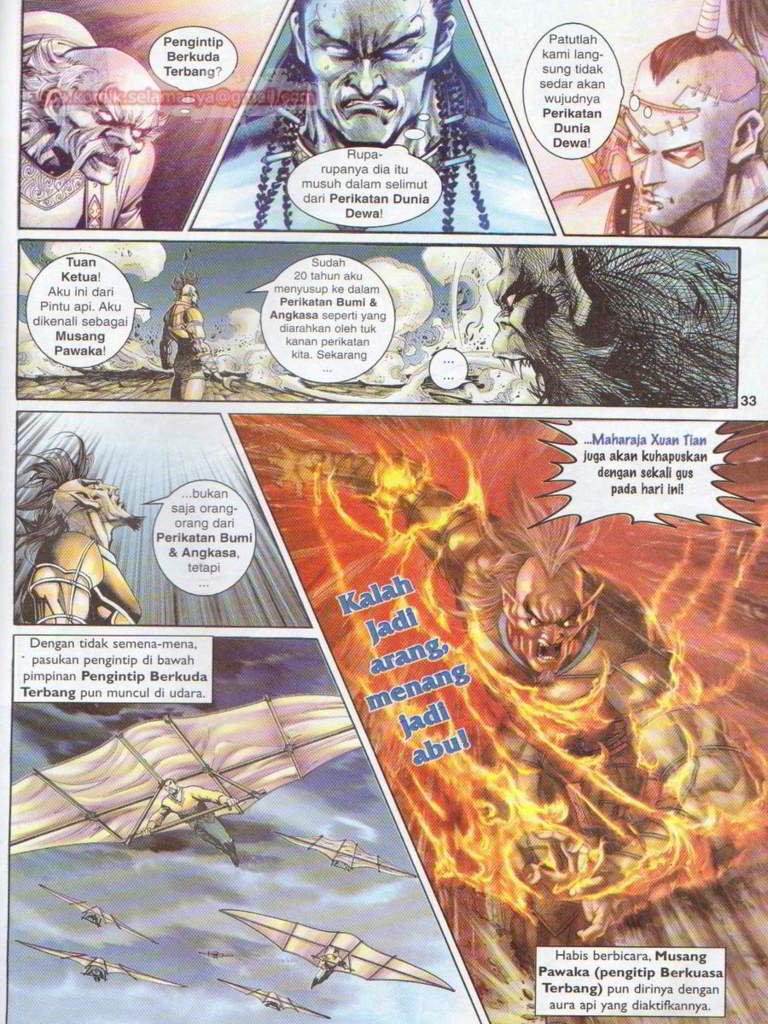 Pengintip
Berkuda
Terbang?
Rupa-
rupanya dia itu
musuh dalam selimut
dari Perikatan Dunia
Dewa!
Patutlah
kami lang-
sung tidak
sedar akan
wujudnya
Perikatan
Dunia
Dewa!
Tuan
Ketua!
Aku ini dari
Pintu api. Aku
dikenali sebagai
Musang
Pawaka!
Sudah
20 tahun aku
menyusup ke dalam
Perikatan Bumi &
Angkasa seperti yang
diarahkan oleh tuk
kanan perikatan
kita. Sekarang
...
...
...
33
...bukan
saja orang-
orang dari
Perikatan Bumi
& Angkasa,
tetapi
...
...Maharaja Xuan Tian
juga akan kuhapuskan
dengan sekali gus
pada hari ini!
Kalah
Jadi
arang,
menang
Jadi
abu!
Dengan tidak semena-mena,
pasukan pengintip di bawah
pimpinan Pengintip Berkuda
Terbang pun muncul di udara.
Habis berbicara, Musang
Pawaka (pengitip Berkuasa
Terbang) pun dirinya dengan
aura api yang diaktifkannya.